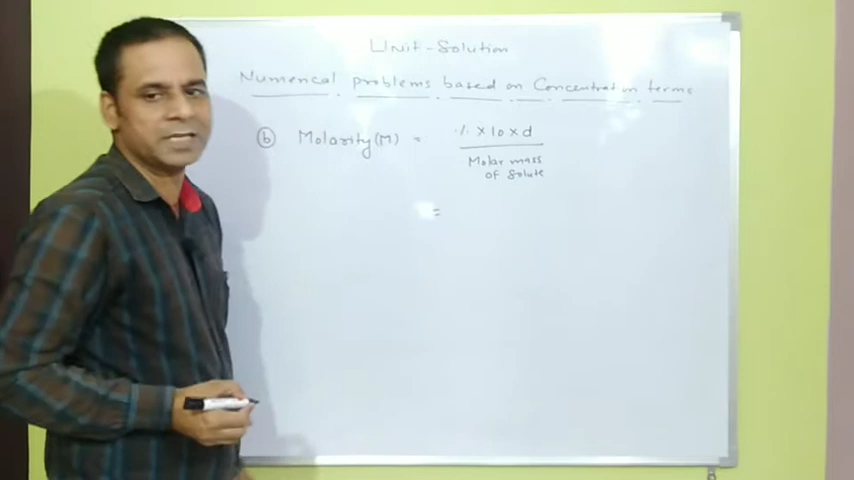 Unit-Solution
Numerical problems based on Concentration terms
(b) Molarity(M) = % × 10 × d
Molar mass
of Solute
=